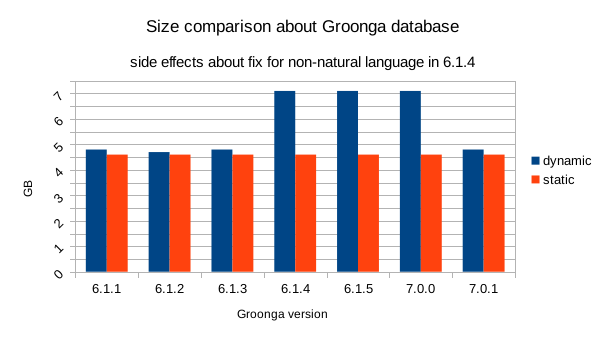 Size comparison about Groonga database
side effects about fix for non-natural language in 6.1.4
7
6
5
4
3
2
1
0
GB
6.1.1 6.1.2 6.1.3 6.1.4 6.1.5 7.0.0 7.0.1
Groonga version
dynamic
static